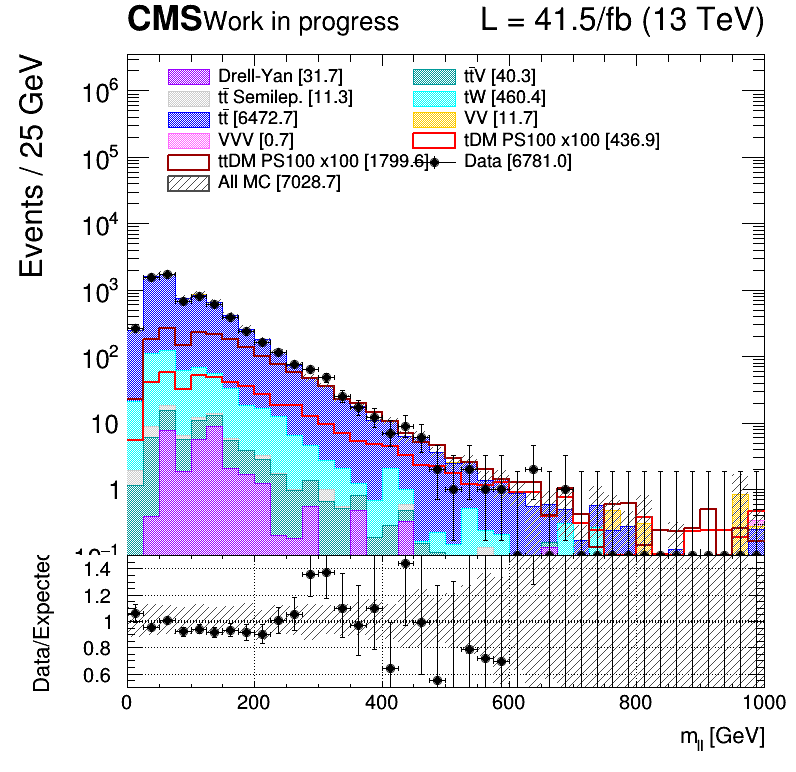 CMS Work in progress L = 41.5/fb (13 TeV)
Drell-Yan [31.7] tt̄V [40.3]
tt̄ Semilep. [11.3] tW [460.4]
tt̄ [6472.7] VV [11.7]
VVV [0.7] tDM PS100 x100 [436.9]
ttDM PS100 x100 [1799.6] Data [6781.0]
All MC [7028.7]
Events / 25 GeV
10⁶
10⁵
10⁴
10³
10²
10
1
10⁻¹
Data/Expected
1.4
1.2
1
0.8
0.6
0 200 400 600 800 1000
m_ll [GeV]